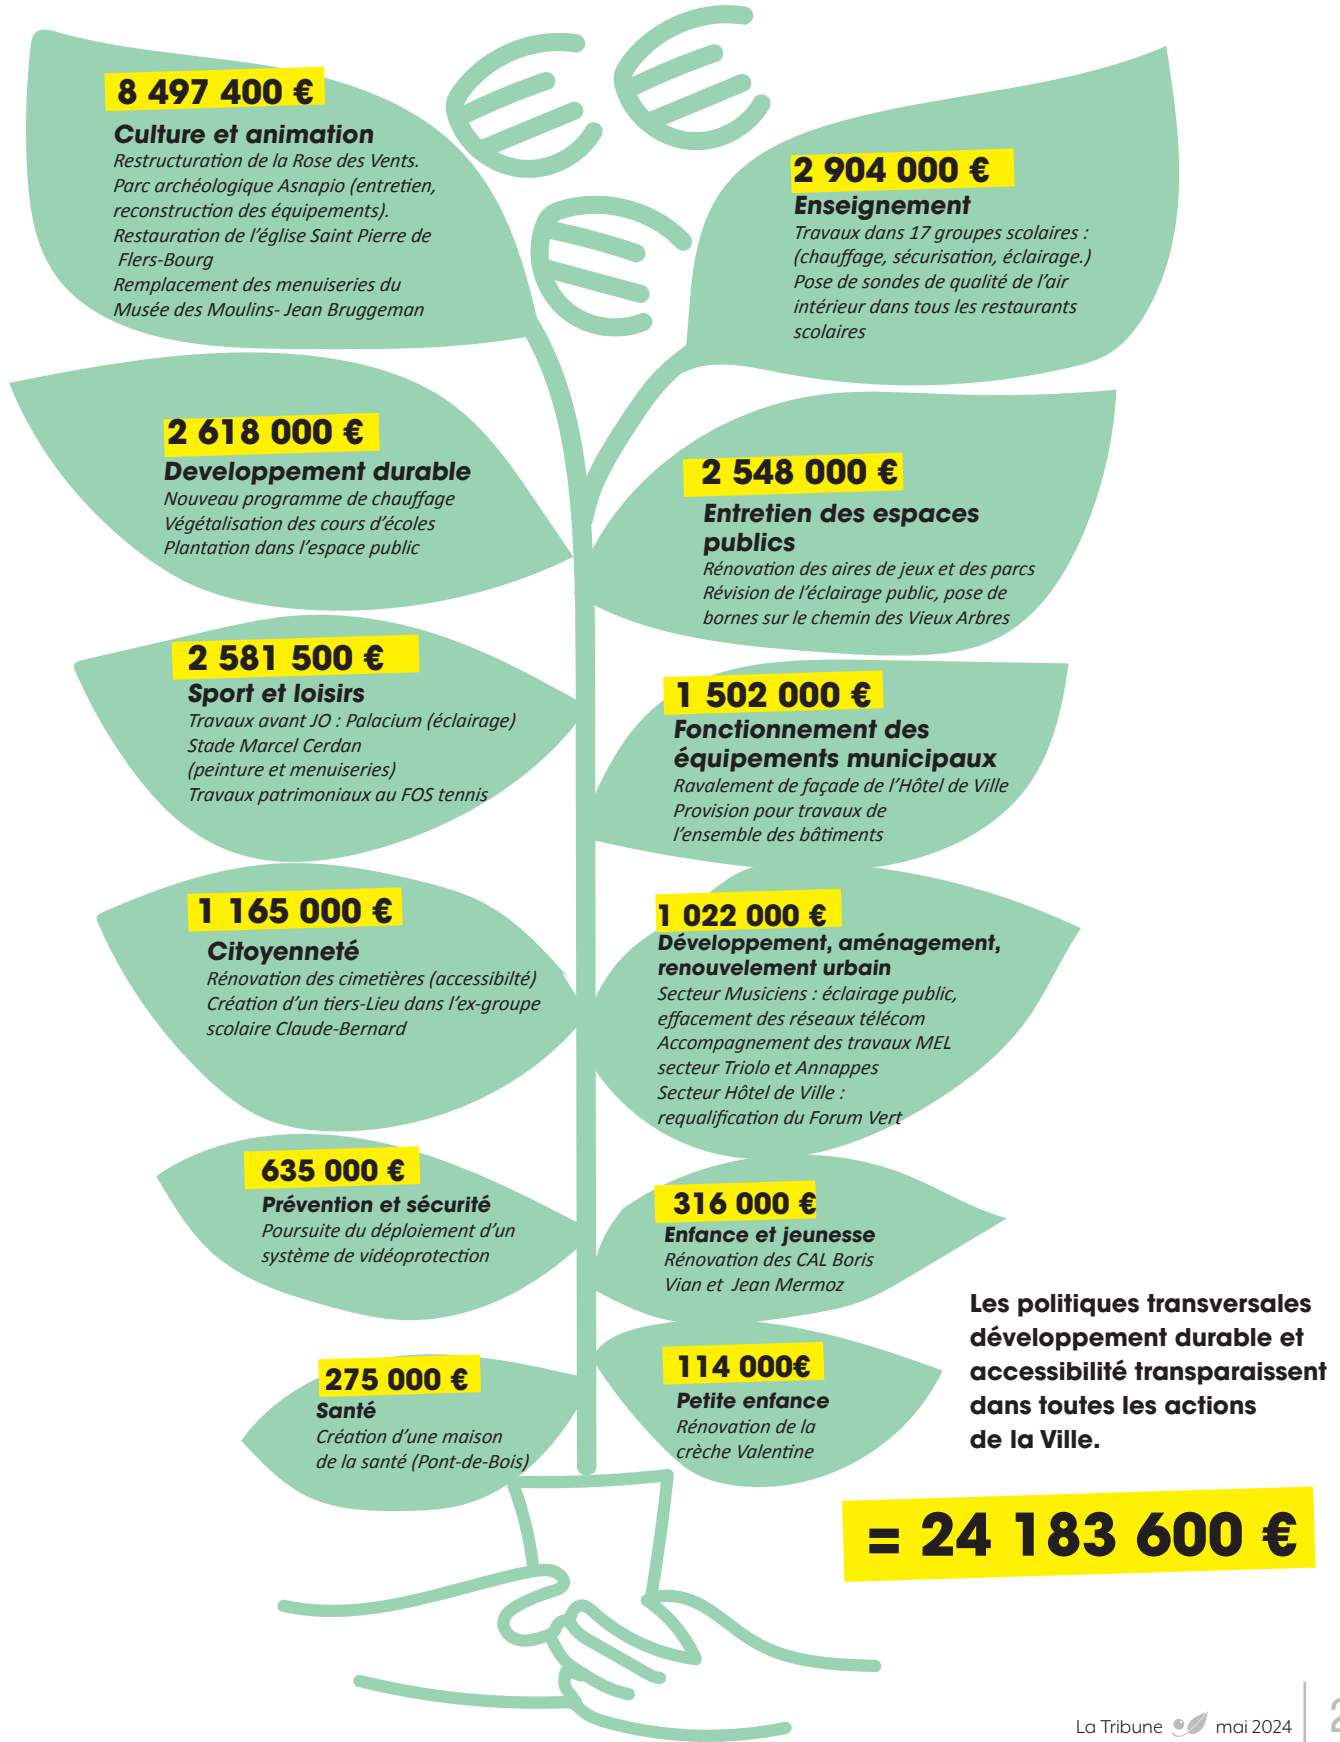 8 497 400 €
Culture et animation
Restructuration de la Rose des Vents.
Parc archéologique Asnapio (entretien,
reconstruction des équipements).
Restauration de l'église Saint Pierre de
Flers-Bourg
Remplacement des menuiseries du
Musée des Moulins- Jean Bruggeman
2 904 000 €
Enseignement
Travaux dans 17 groupes scolaires :
(chauffage, sécurisation, éclairage.)
Pose de sondes de qualité de l'air
intérieur dans tous les restaurants
scolaires
2 618 000 €
Developpement durable
Nouveau programme de chauffage
Végétalisation des cours d'écoles
Plantation dans l'espace public
2 548 000 €
Entretien des espaces
publics
Rénovation des aires de jeux et des parcs
Révision de l'éclairage public, pose de
bornes sur le chemin des Vieux Arbres
2 581 500 €
Sport et loisirs
Travaux avant JO : Palacium (éclairage)
Stade Marcel Cerdan
(peinture et menuiseries)
Travaux patrimoniaux au FOS tennis
1 502 000 €
Fonctionnement des
équipements municipaux
Ravalement de façade de l'Hôtel de Ville
Provision pour travaux de
l'ensemble des bâtiments
1 165 000 €
Citoyenneté
Rénovation des cimetières (accessibilté)
Création d'un tiers-Lieu dans l'ex-groupe
scolaire Claude-Bernard
1 022 000 €
Développement, aménagement,
renouvelement urbain
Secteur Musiciens : éclairage public,
effacement des réseaux télécom
Accompagnement des travaux MEL
secteur Triolo et Annappes
Secteur Hôtel de Ville :
requalification du Forum Vert
635 000 €
Prévention et sécurité
Poursuite du déploiement d'un
système de vidéoprotection
316 000 €
Enfance et jeunesse
Rénovation des CAL Boris
Vian et Jean Mermoz
275 000 €
Santé
Création d'une maison
de la santé (Pont-de-Bois)
114 000€
Petite enfance
Rénovation de la
crèche Valentine
Les politiques transversales
développement durable et
accessibilité transparaissent
dans toutes les actions
de la Ville.
= 24 183 600 €
La Tribune mai 2024